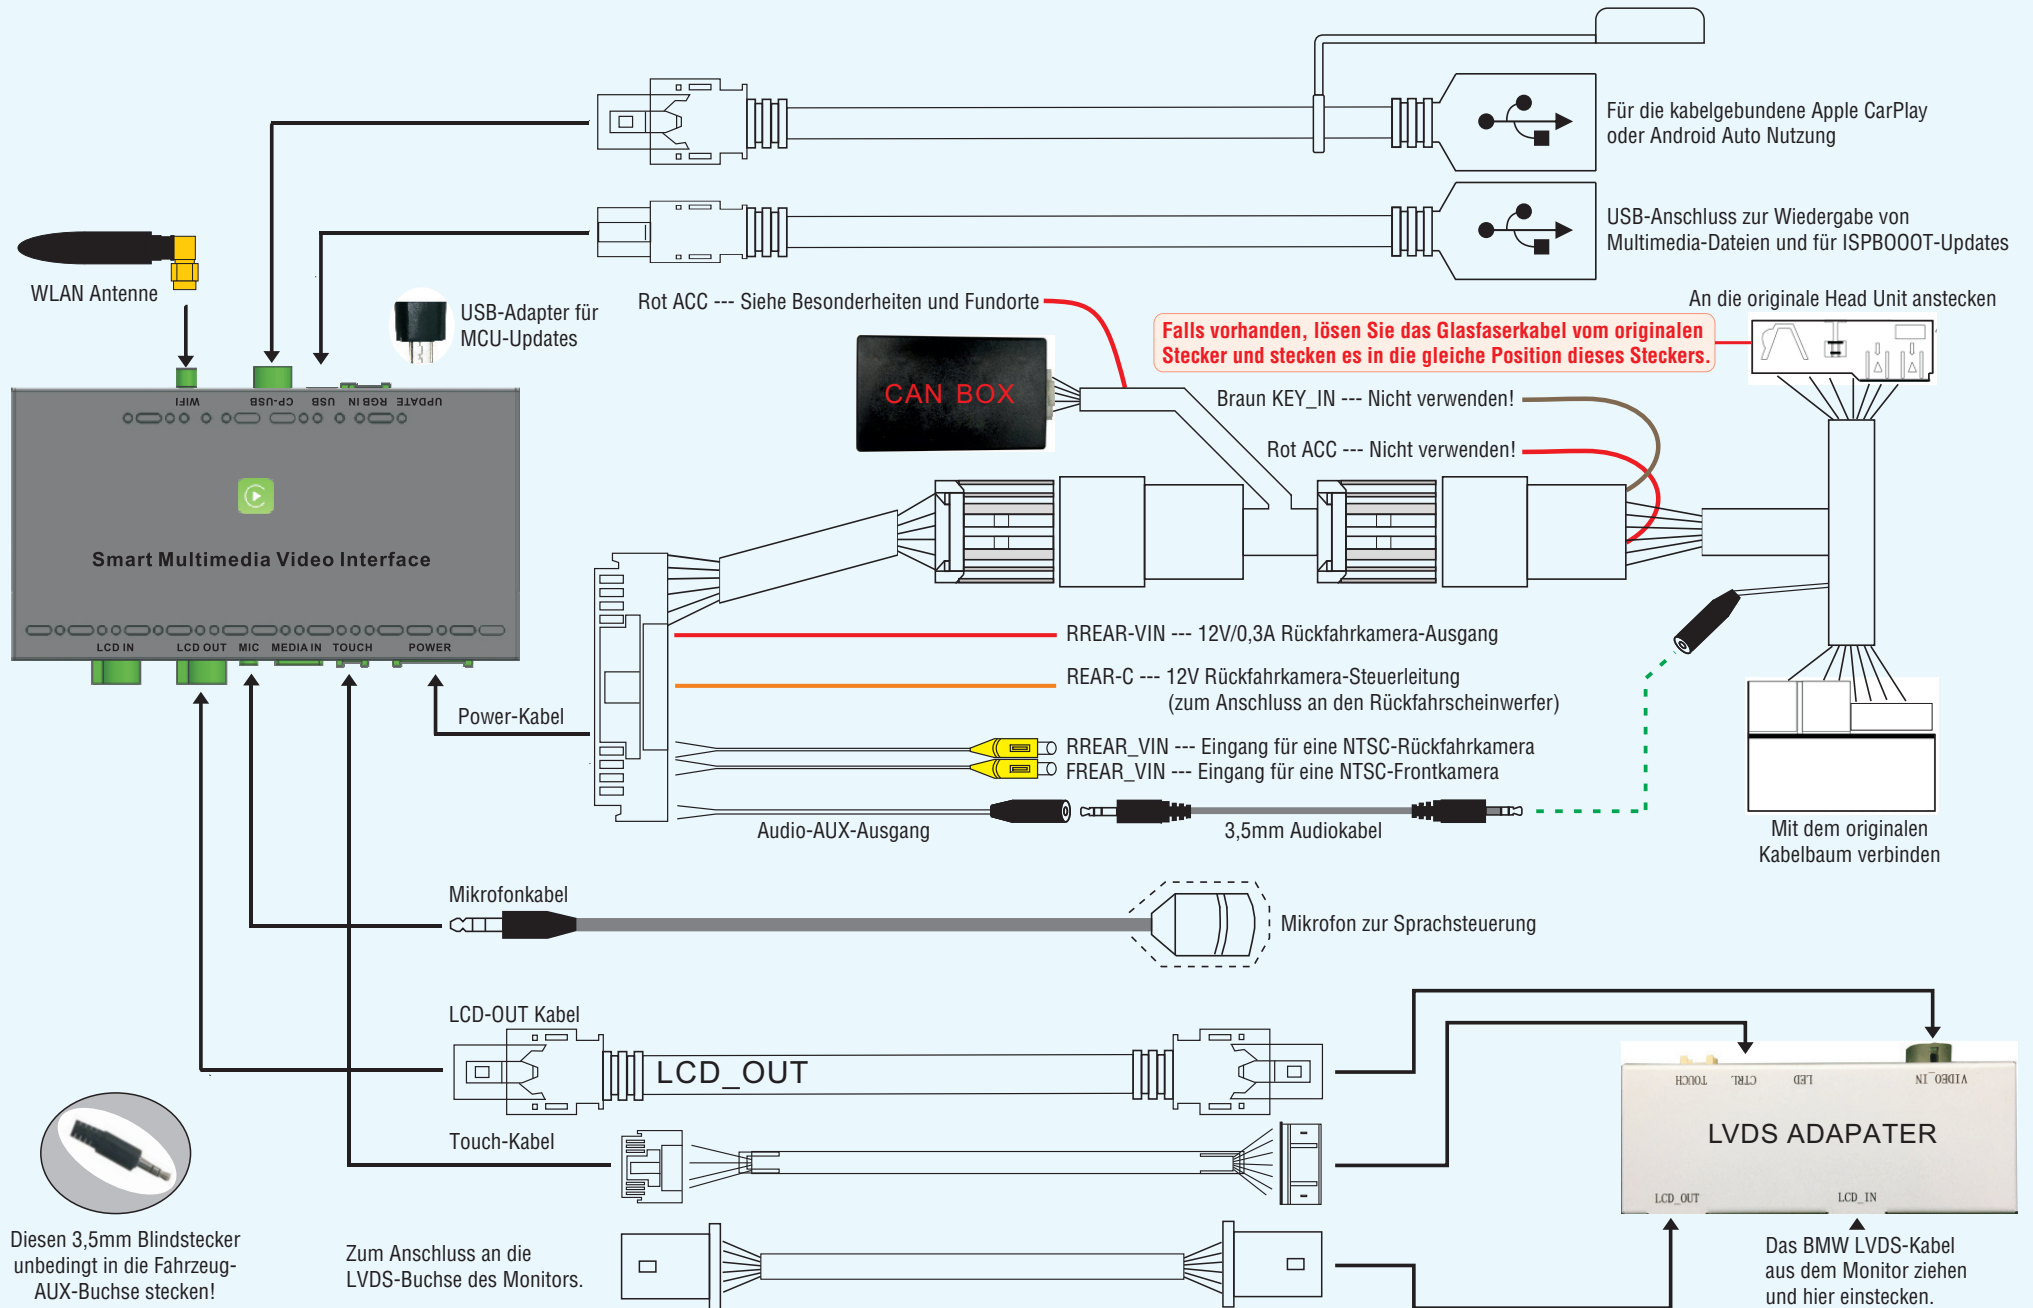 Für die kabelgebundene Apple CarPlay
oder Android Auto Nutzung
USB-Anschluss zur Wiedergabe von
Multimedia-Dateien und für ISPBOOOT-Updates
WLAN Antenne
USB-Adapter für
MCU-Updates
Rot ACC --- Siehe Besonderheiten und Fundorte
An die originale Head Unit anstecken
Falls vorhanden, lösen Sie das Glasfaserkabel vom originalen
Stecker und stecken es in die gleiche Position dieses Steckers.
CAN BOX
Braun KEY_IN --- Nicht verwenden!
Rot ACC --- Nicht verwenden!
WIFI
CP-USB
USB
RGB IN
UPDATE
Smart Multimedia Video Interface
LCD IN
LCD OUT
MIC
MEDIA IN
TOUCH
POWER
Power-Kabel
RREAR-VIN --- 12V/0,3A Rückfahrkamera-Ausgang
REAR-C --- 12V Rückfahrkamera-Steuerleitung
(zum Anschluss an den Rückfahrscheinwerfer)
RREAR_VIN --- Eingang für eine NTSC-Rückfahrkamera
FREAR_VIN --- Eingang für eine NTSC-Frontkamera
Audio-AUX-Ausgang
3,5mm Audiokabel
Mit dem originalen
Kabelbaum verbinden
Mikrofonkabel
Mikrofon zur Sprachsteuerung
LCD-OUT Kabel
LCD_OUT
Touch-Kabel
TOUCH
CTRL
LED
VIDEO_IN
LVDS ADAPATER
LCD_OUT
LCD_IN
Diesen 3,5mm Blindstecker
unbedingt in die Fahrzeug-
AUX-Buchse stecken!
Zum Anschluss an die
LVDS-Buchse des Monitors.
Das BMW LVDS-Kabel
aus dem Monitor ziehen
und hier einstecken.